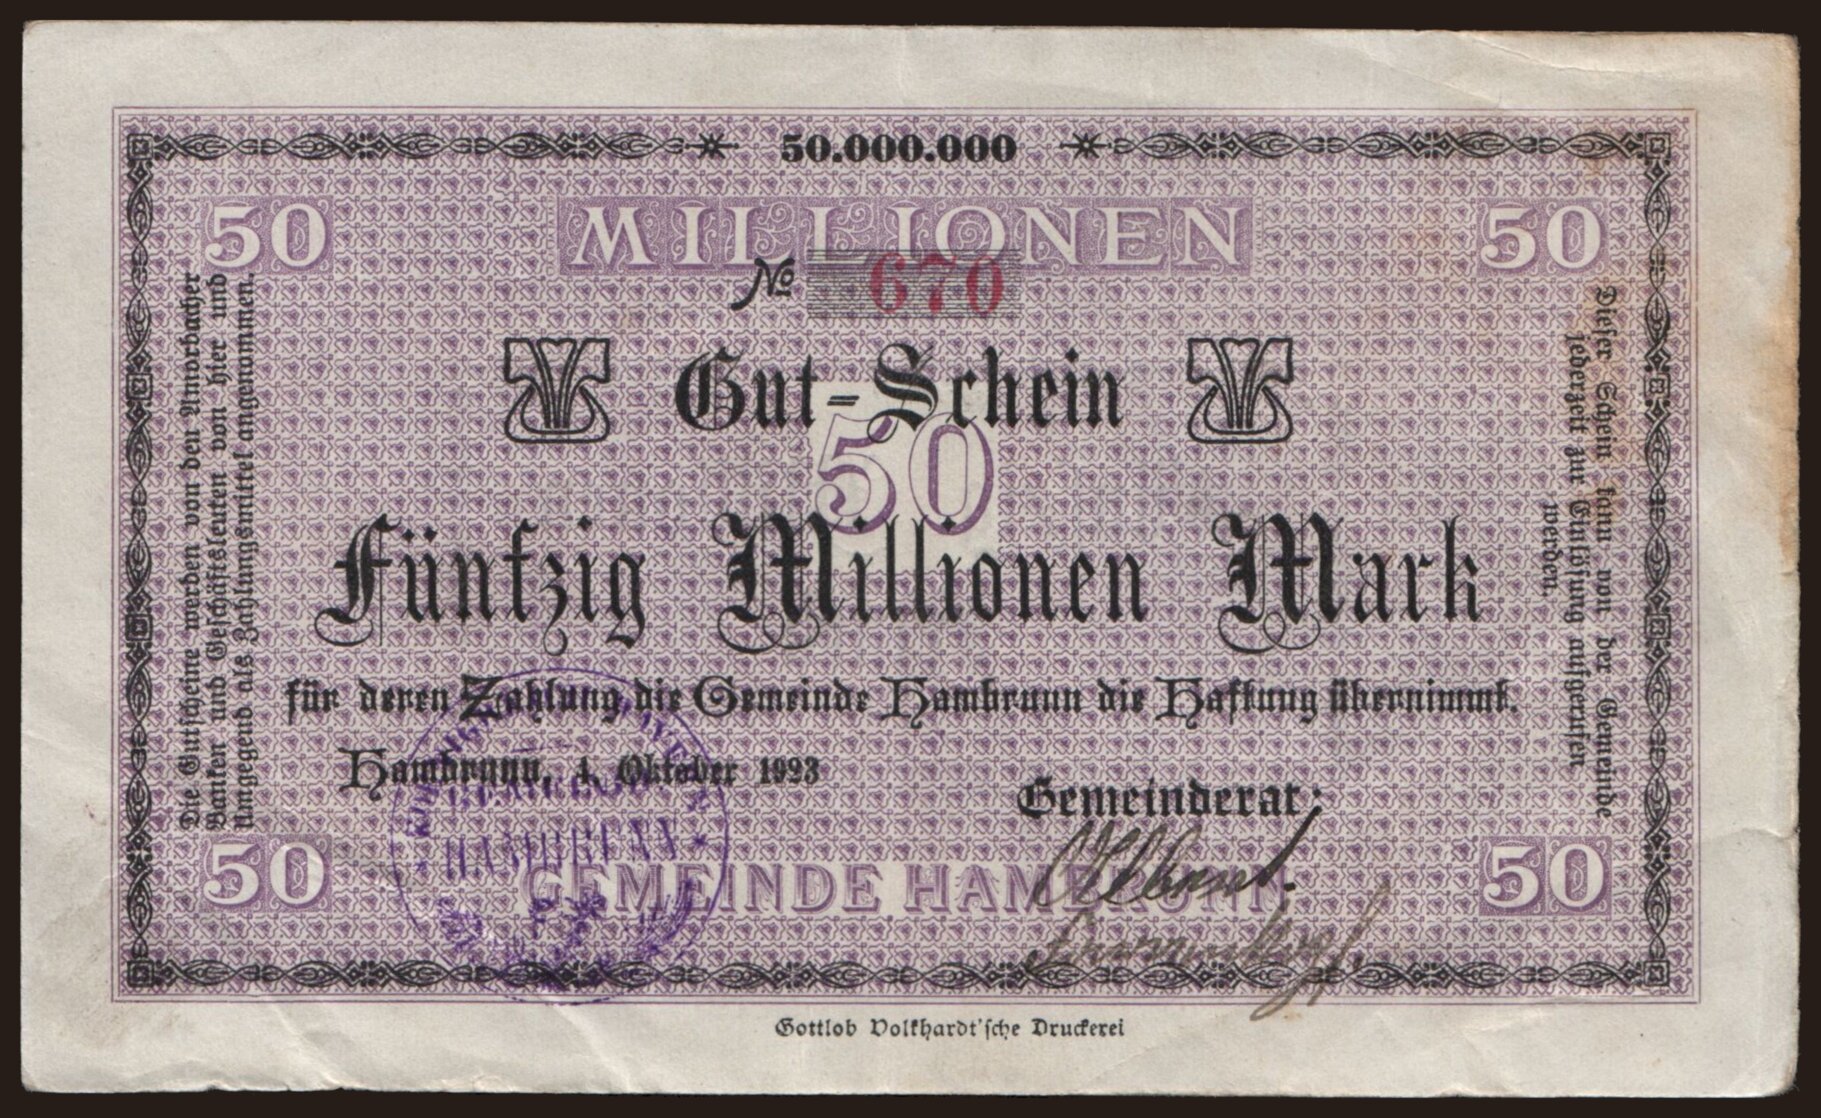 50.000.000
50 MILLIONEN 50
No 670
Gut-Schein
50
Fünfzig Millionen Mark
für deren Zahlung die Gemeinde Hambrunn die Haftung übernimmt.
Hambrunn, 4. Oktober 1923
Gemeinderat:
50 GEMEINDE HAMBRUNN 50
Die Gutscheine werden von den Amorbacher
Banken und Geschäftsleuten von hier und
Umgegend als Zahlungsmittel angenommen.
Dieser Schein kann von der Gemeinde
jederzeit zur Einlösung aufgerufen
werden.
HAMBRUNN
Gottlob Volkhardt'sche Druckerei